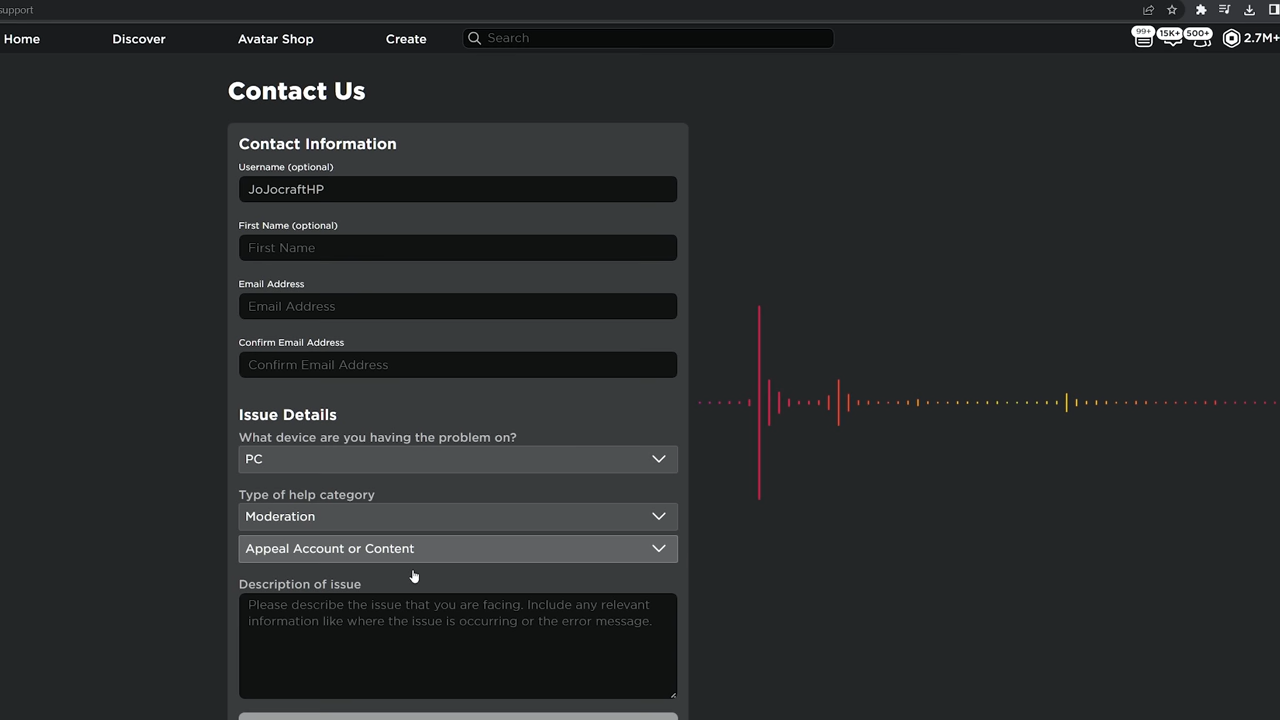 support
Home Discover Avatar Shop Create Search 99+ 15K+ 500+ 2.7M+
Contact Us
Contact Information
Username (optional)
JoJocraftHP
First Name (optional)
First Name
Email Address
Email Address
Confirm Email Address
Confirm Email Address
Issue Details
What device are you having the problem on?
PC
Type of help category
Moderation
Appeal Account or Content
Description of issue
Please describe the issue that you are facing. Include any relevant
information like where the issue is occurring or the error message.